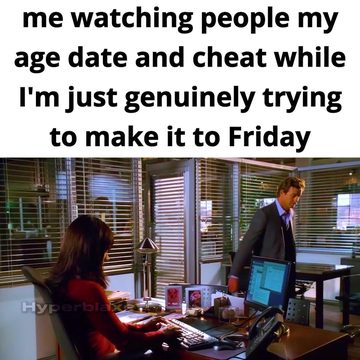 me watching people my
age date and cheat while
I'm just genuinely trying
to make it to Friday